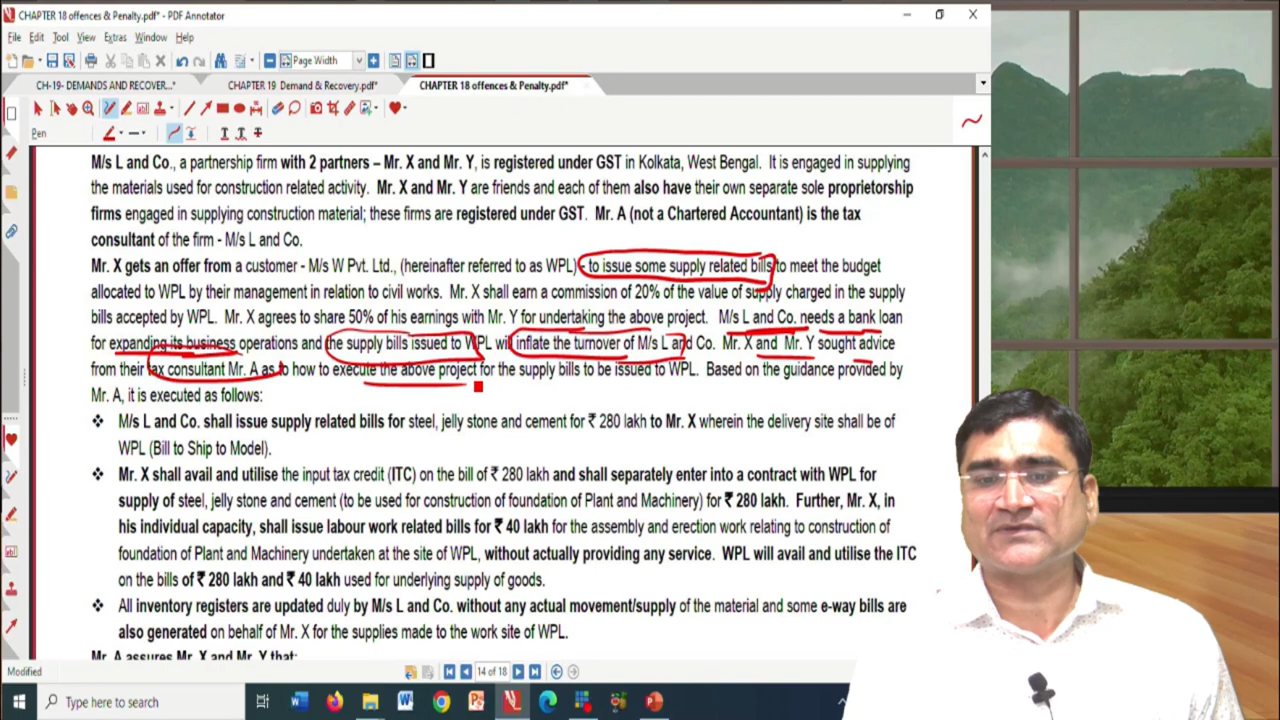 CHAPTER 18 offences & Penalty.pdf* - PDF Annotator
File Edit Tool View Extras Window Help
Page Width
CH-19- DEMANDS AND RECOVER...* CHAPTER 19 Demand & Recovery.pdf* CHAPTER 18 offences & Penalty.pdf*
Pen
M/s L and Co., a partnership firm with 2 partners – Mr. X and Mr. Y, is registered under GST in Kolkata, West Bengal. It is engaged in supplying
the materials used for construction related activity. Mr. X and Mr. Y are friends and each of them also have their own separate sole proprietorship
firms engaged in supplying construction material; these firms are registered under GST. Mr. A (not a Chartered Accountant) is the tax
consultant of the firm - M/s L and Co.
Mr. X gets an offer from a customer - M/s W Pvt. Ltd., (hereinafter referred to as WPL) - to issue some supply related bills to meet the budget
allocated to WPL by their management in relation to civil works. Mr. X shall earn a commission of 20% of the value of supply charged in the supply
bills accepted by WPL. Mr. X agrees to share 50% of his earnings with Mr. Y for undertaking the above project. M/s L and Co. needs a bank loan
for expanding its business operations and the supply bills issued to WPL will inflate the turnover of M/s L and Co. Mr. X and Mr. Y sought advice
from their tax consultant Mr. A as to how to execute the above project for the supply bills to be issued to WPL. Based on the guidance provided by
Mr. A, it is executed as follows:
❖ M/s L and Co. shall issue supply related bills for steel, jelly stone and cement for ₹ 280 lakh to Mr. X wherein the delivery site shall be of
WPL (Bill to Ship to Model).
❖ Mr. X shall avail and utilise the input tax credit (ITC) on the bill of ₹ 280 lakh and shall separately enter into a contract with WPL for
supply of steel, jelly stone and cement (to be used for construction of foundation of Plant and Machinery) for ₹ 280 lakh. Further, Mr. X, in
his individual capacity, shall issue labour work related bills for ₹ 40 lakh for the assembly and erection work relating to construction of
foundation of Plant and Machinery undertaken at the site of WPL, without actually providing any service. WPL will avail and utilise the ITC
on the bills of ₹ 280 lakh and ₹ 40 lakh used for underlying supply of goods.
❖ All inventory registers are updated duly by M/s L and Co. without any actual movement/supply of the material and some e-way bills are
also generated on behalf of Mr. X for the supplies made to the work site of WPL.
Mr. A assures Mr. X and Mr. Y that:
Modified 14 of 18
Type here to search